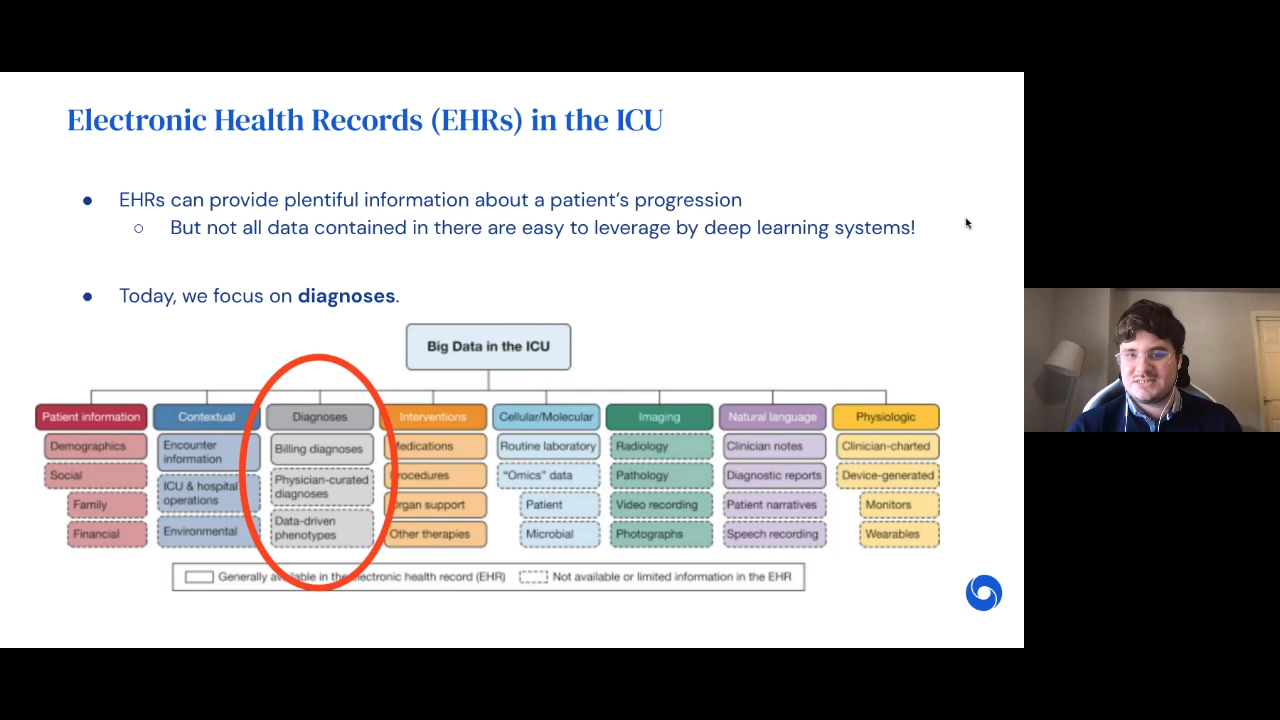 Electronic Health Records (EHRs) in the ICU
● EHRs can provide plentiful information about a patient's progression
○ But not all data contained in there are easy to leverage by deep learning systems!
● Today, we focus on diagnoses.
Big Data in the ICU
Patient information
Demographics
Social
Family
Financial
Contextual
Encounter
information
ICU & hospital
operations
Environmental
Diagnoses
Billing diagnoses
Physician-curated
diagnoses
Data-driven
phenotypes
Interventions
Medications
Procedures
Organ support
Other therapies
Cellular/Molecular
Routine laboratory
"Omics" data
Patient
Microbial
Imaging
Radiology
Pathology
Video recording
Photographs
Natural language
Clinician notes
Diagnostic reports
Patient narratives
Speech recording
Physiologic
Clinician-charted
Device-generated
Monitors
Wearables
Generally available in the electronic health record (EHR)
Not available or limited information in the EHR